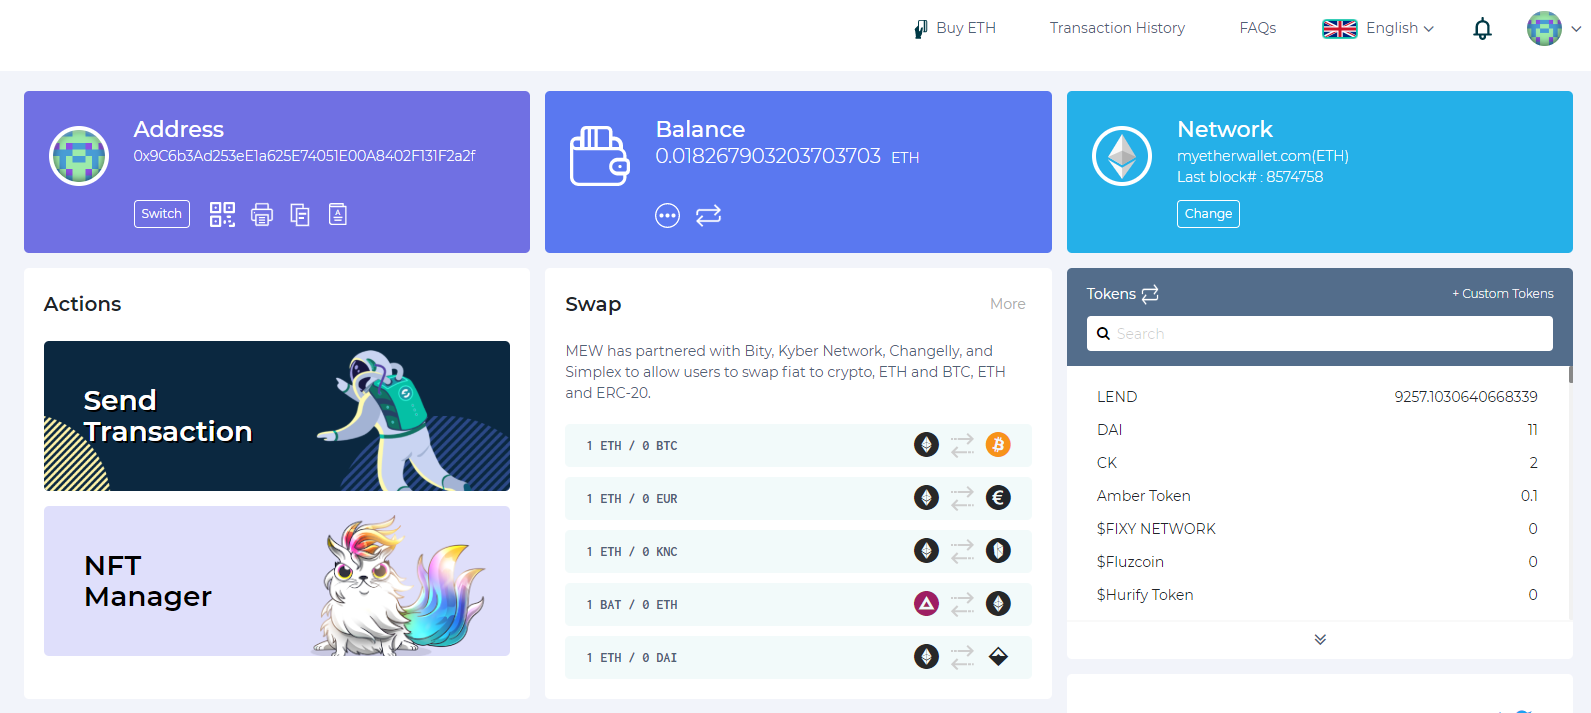 Buy ETH
Transaction History
FAQs
English
Address
0x9C6b3Ad253eE1a625E74051E00A8402F131F2a2f
Switch
Balance
0.018267903203703703 ETH
Network
myetherwallet.com(ETH)
Last block# : 8574758
Change
Actions
Send
Transaction
NFT
Manager
Swap
More
MEW has partnered with Bity, Kyber Network, Changelly, and
Simplex to allow users to swap fiat to crypto, ETH and BTC, ETH
and ERC-20.
1 ETH / 0 BTC
1 ETH / 0 EUR
1 ETH / 0 KNC
1 BAT / 0 ETH
1 ETH / 0 DAI
Tokens
+ Custom Tokens
Search
LEND 9257.1030640668339
DAI 11
CK 2
Amber Token 0.1
$FIXY NETWORK 0
$Fluzcoin 0
$Hurify Token 0